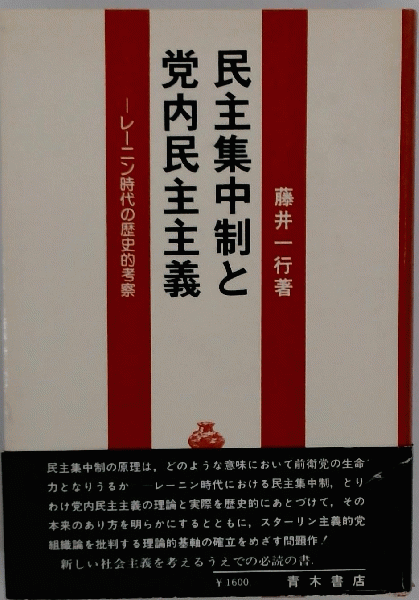 民主集中制と
党内民主主義
―レーニン時代の歴史的考察
藤井一行著
民主集中制の原理は，どのような意味において前衛党の生命
力となりうるか――レーニン時代における民主集中制，とり
わけ党内民主主義の理論と実際を歴史的にあとづけて，その
本来のあり方を明らかにするとともに，スターリン主義的党
組織論を批判する理論的基軸の確立をめざす問題作！
新しい社会主義を考えるうえでの必読の書．
￥1600 青木書店